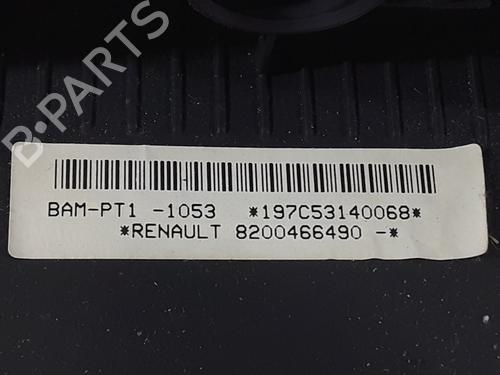 B-PARTS
BAM-PT1 -1053 *197C53140068*
*RENAULT 8200466490 -*